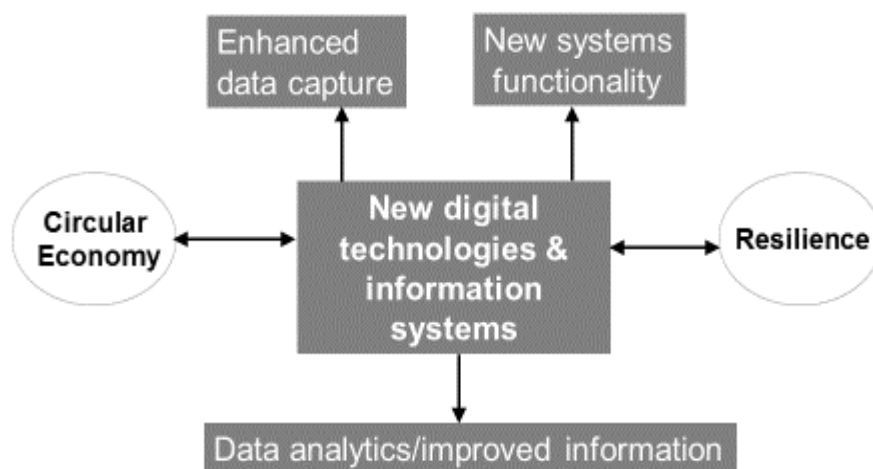 Enhanced
data capture
New systems
functionality
Circular
Economy
New digital
technologies &
information
systems
Resilience
Data analytics/improved information